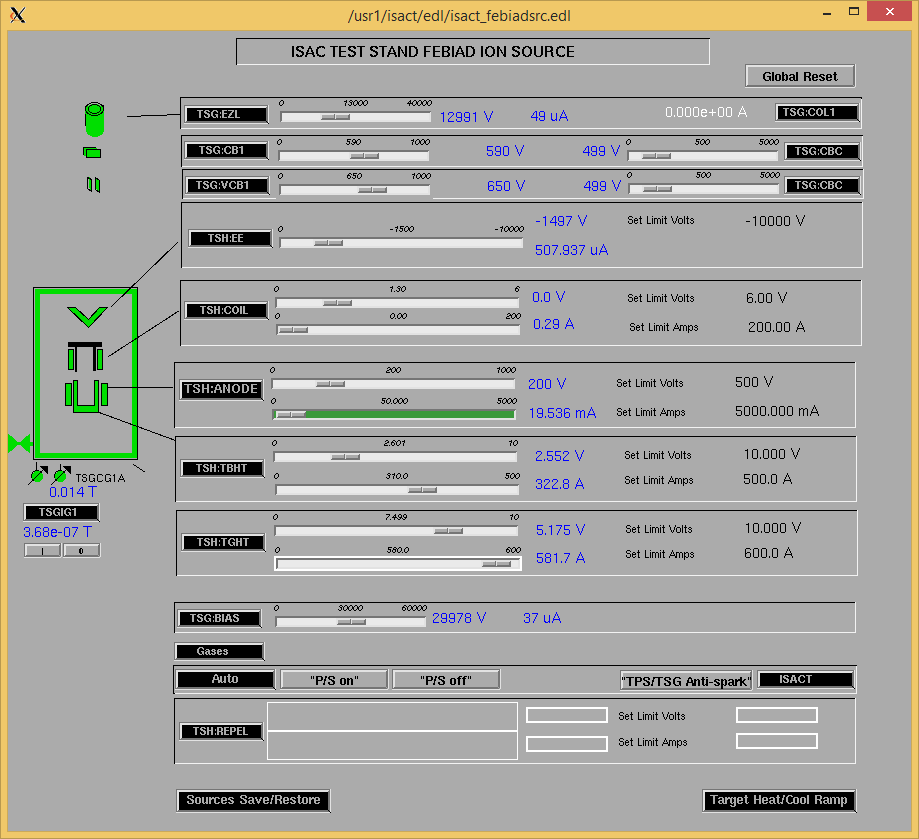 /usr1/isact/edl/isact_febiadsrc.edl
ISAC TEST STAND FEBIAD ION SOURCE
Global Reset
TSG:EZL 0 13000 40000 12991 V 49 uA 0.000e+00 A TSG:COL1
TSG:CB1 0 590 1000 590 V 499 V 0 500 5000 TSG:CBC
TSG:VCB1 0 650 1000 650 V 499 V 0 500 5000 TSG:CBC
TSH:EE 0 -1500 -10000 -1497 V Set Limit Volts -10000 V
507.937 uA
TSH:COIL 0 1.30 6 0.0 V Set Limit Volts 6.00 V
0 0.00 200 0.29 A Set Limit Amps 200.00 A
TSH:ANODE 0 200 1000 200 V Set Limit Volts 500 V
0 50.000 5000 19.536 mA Set Limit Amps 5000.000 mA
TSH:TBHT 0 2.601 10 2.552 V Set Limit Volts 10.000 V
0 310.0 500 322.8 A Set Limit Amps 500.0 A
TSGCG1A
0.014 T
TSGIG1
3.68e-07 T
I 0
TSH:TGHT 0 7.499 10 5.175 V Set Limit Volts 10.000 V
0 580.0 600 581.7 A Set Limit Amps 600.0 A
TSG:BIAS 0 30000 60000 29978 V 37 uA
Gases
Auto "P/S on" "P/S off" "TPS/TSG Anti-spark" ISACT
TSH:REPEL Set Limit Volts
Set Limit Amps
Sources Save/Restore Target Heat/Cool Ramp